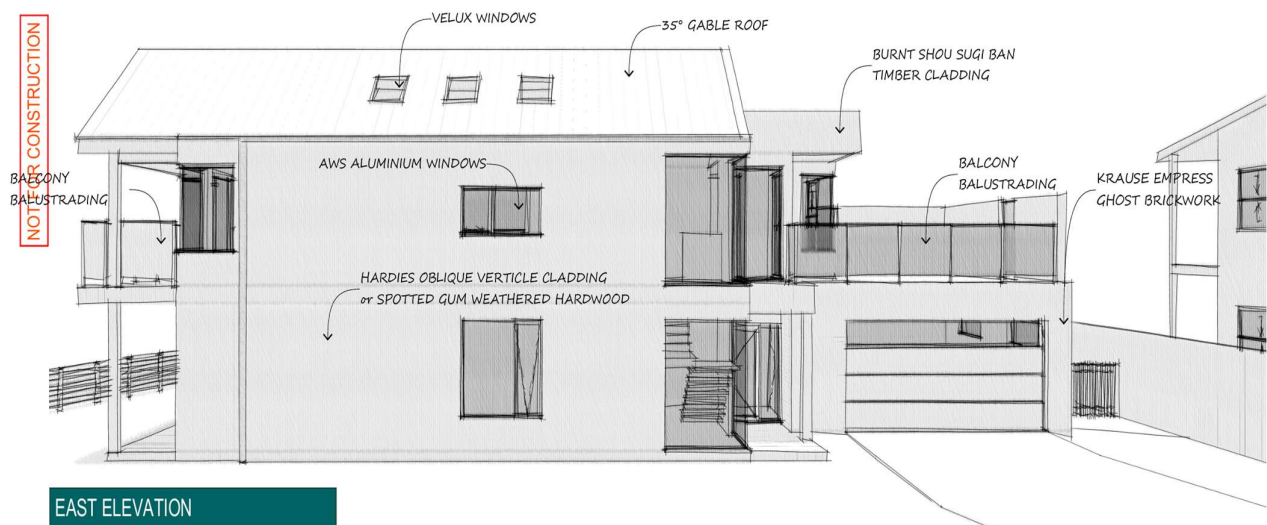 NOT FOR CONSTRUCTION
VELUX WINDOWS
35° GABLE ROOF
BURNT SHOU SUGI BAN
TIMBER CLADDING
AWS ALUMINIUM WINDOWS
BALCONY
BALUSTRADING
BALCONY
BALUSTRADING
KRAUSE EMPRESS
GHOST BRICKWORK
HARDIES OBLIQUE VERTICLE CLADDING
or SPOTTED GUM WEATHERED HARDWOOD
EAST ELEVATION